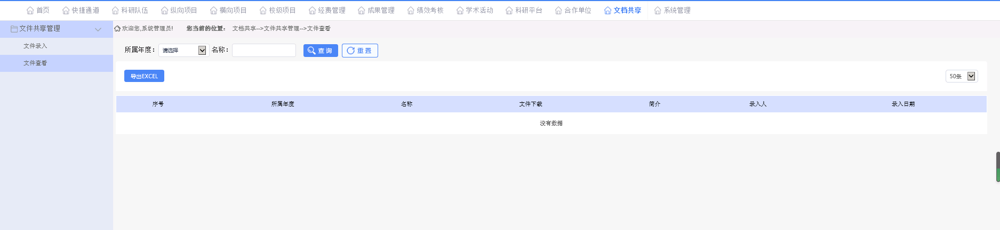 首页 快捷通道 科研队伍 纵向项目 横向项目 校级项目 经费管理 成果管理 绩效考核 学术活动 科研平台 合作单位 文档共享 系统管理
文件共享管理
文件录入
文件查看
欢迎您,系统管理员! 您当前的位置： 文档共享-->文件共享管理-->文件查看
所属年度： 请选择 名称： 查询 重置
导出EXCEL 50条
序号 所属年度 名称 文件下载 简介 录入人 录入日期
没有数据